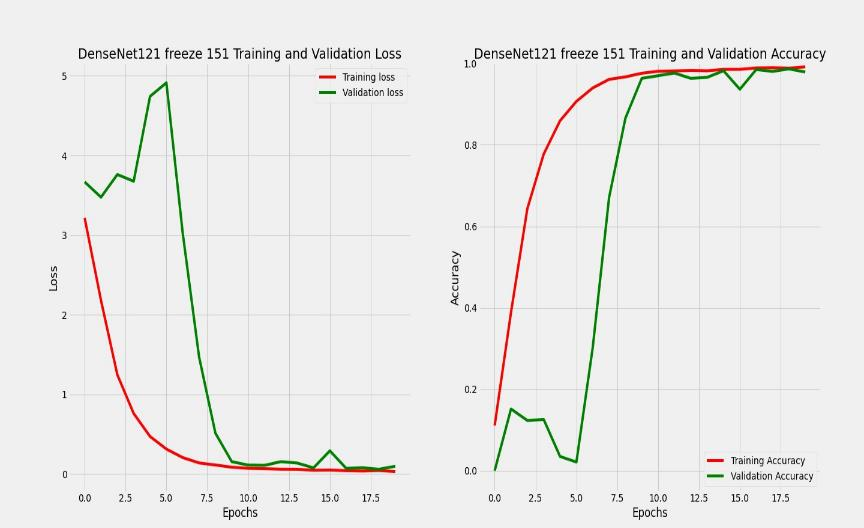 DenseNet121 freeze 151 Training and Validation Loss
5
4
3
2
1
0
Loss
Training loss
Validation loss
0.0 2.5 5.0 7.5 10.0 12.5 15.0 17.5
Epochs
DenseNet121 freeze 151 Training and Validation Accuracy
1.0
0.8
0.6
0.4
0.2
0.0
Accuracy
Training Accuracy
Validation Accuracy
0.0 2.5 5.0 7.5 10.0 12.5 15.0 17.5
Epochs